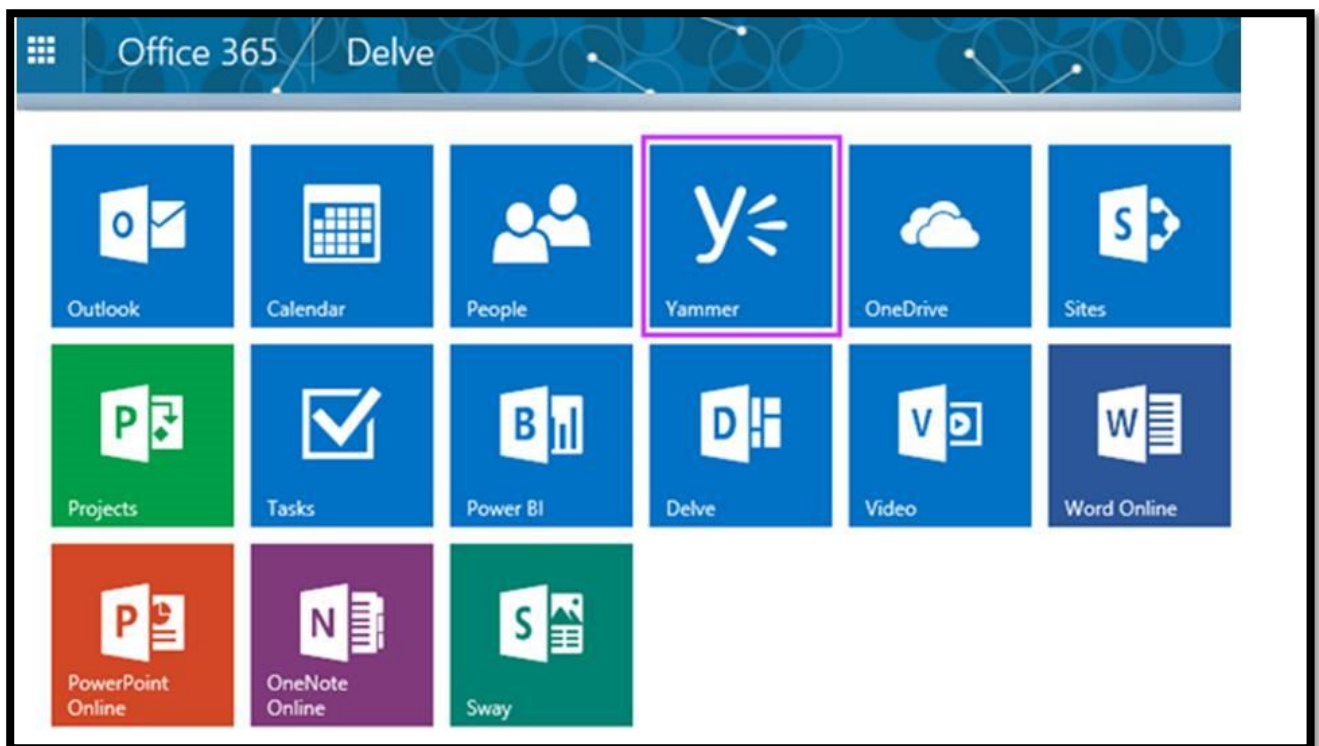 Office 365 Delve
O
Outlook
Calendar
People
y
Yammer
OneDrive
S
Sites
P
Projects
Tasks
B
Power BI
D
Delve
V
Video
W
Word Online
P
PowerPoint
Online
N
OneNote
Online
S
Sway